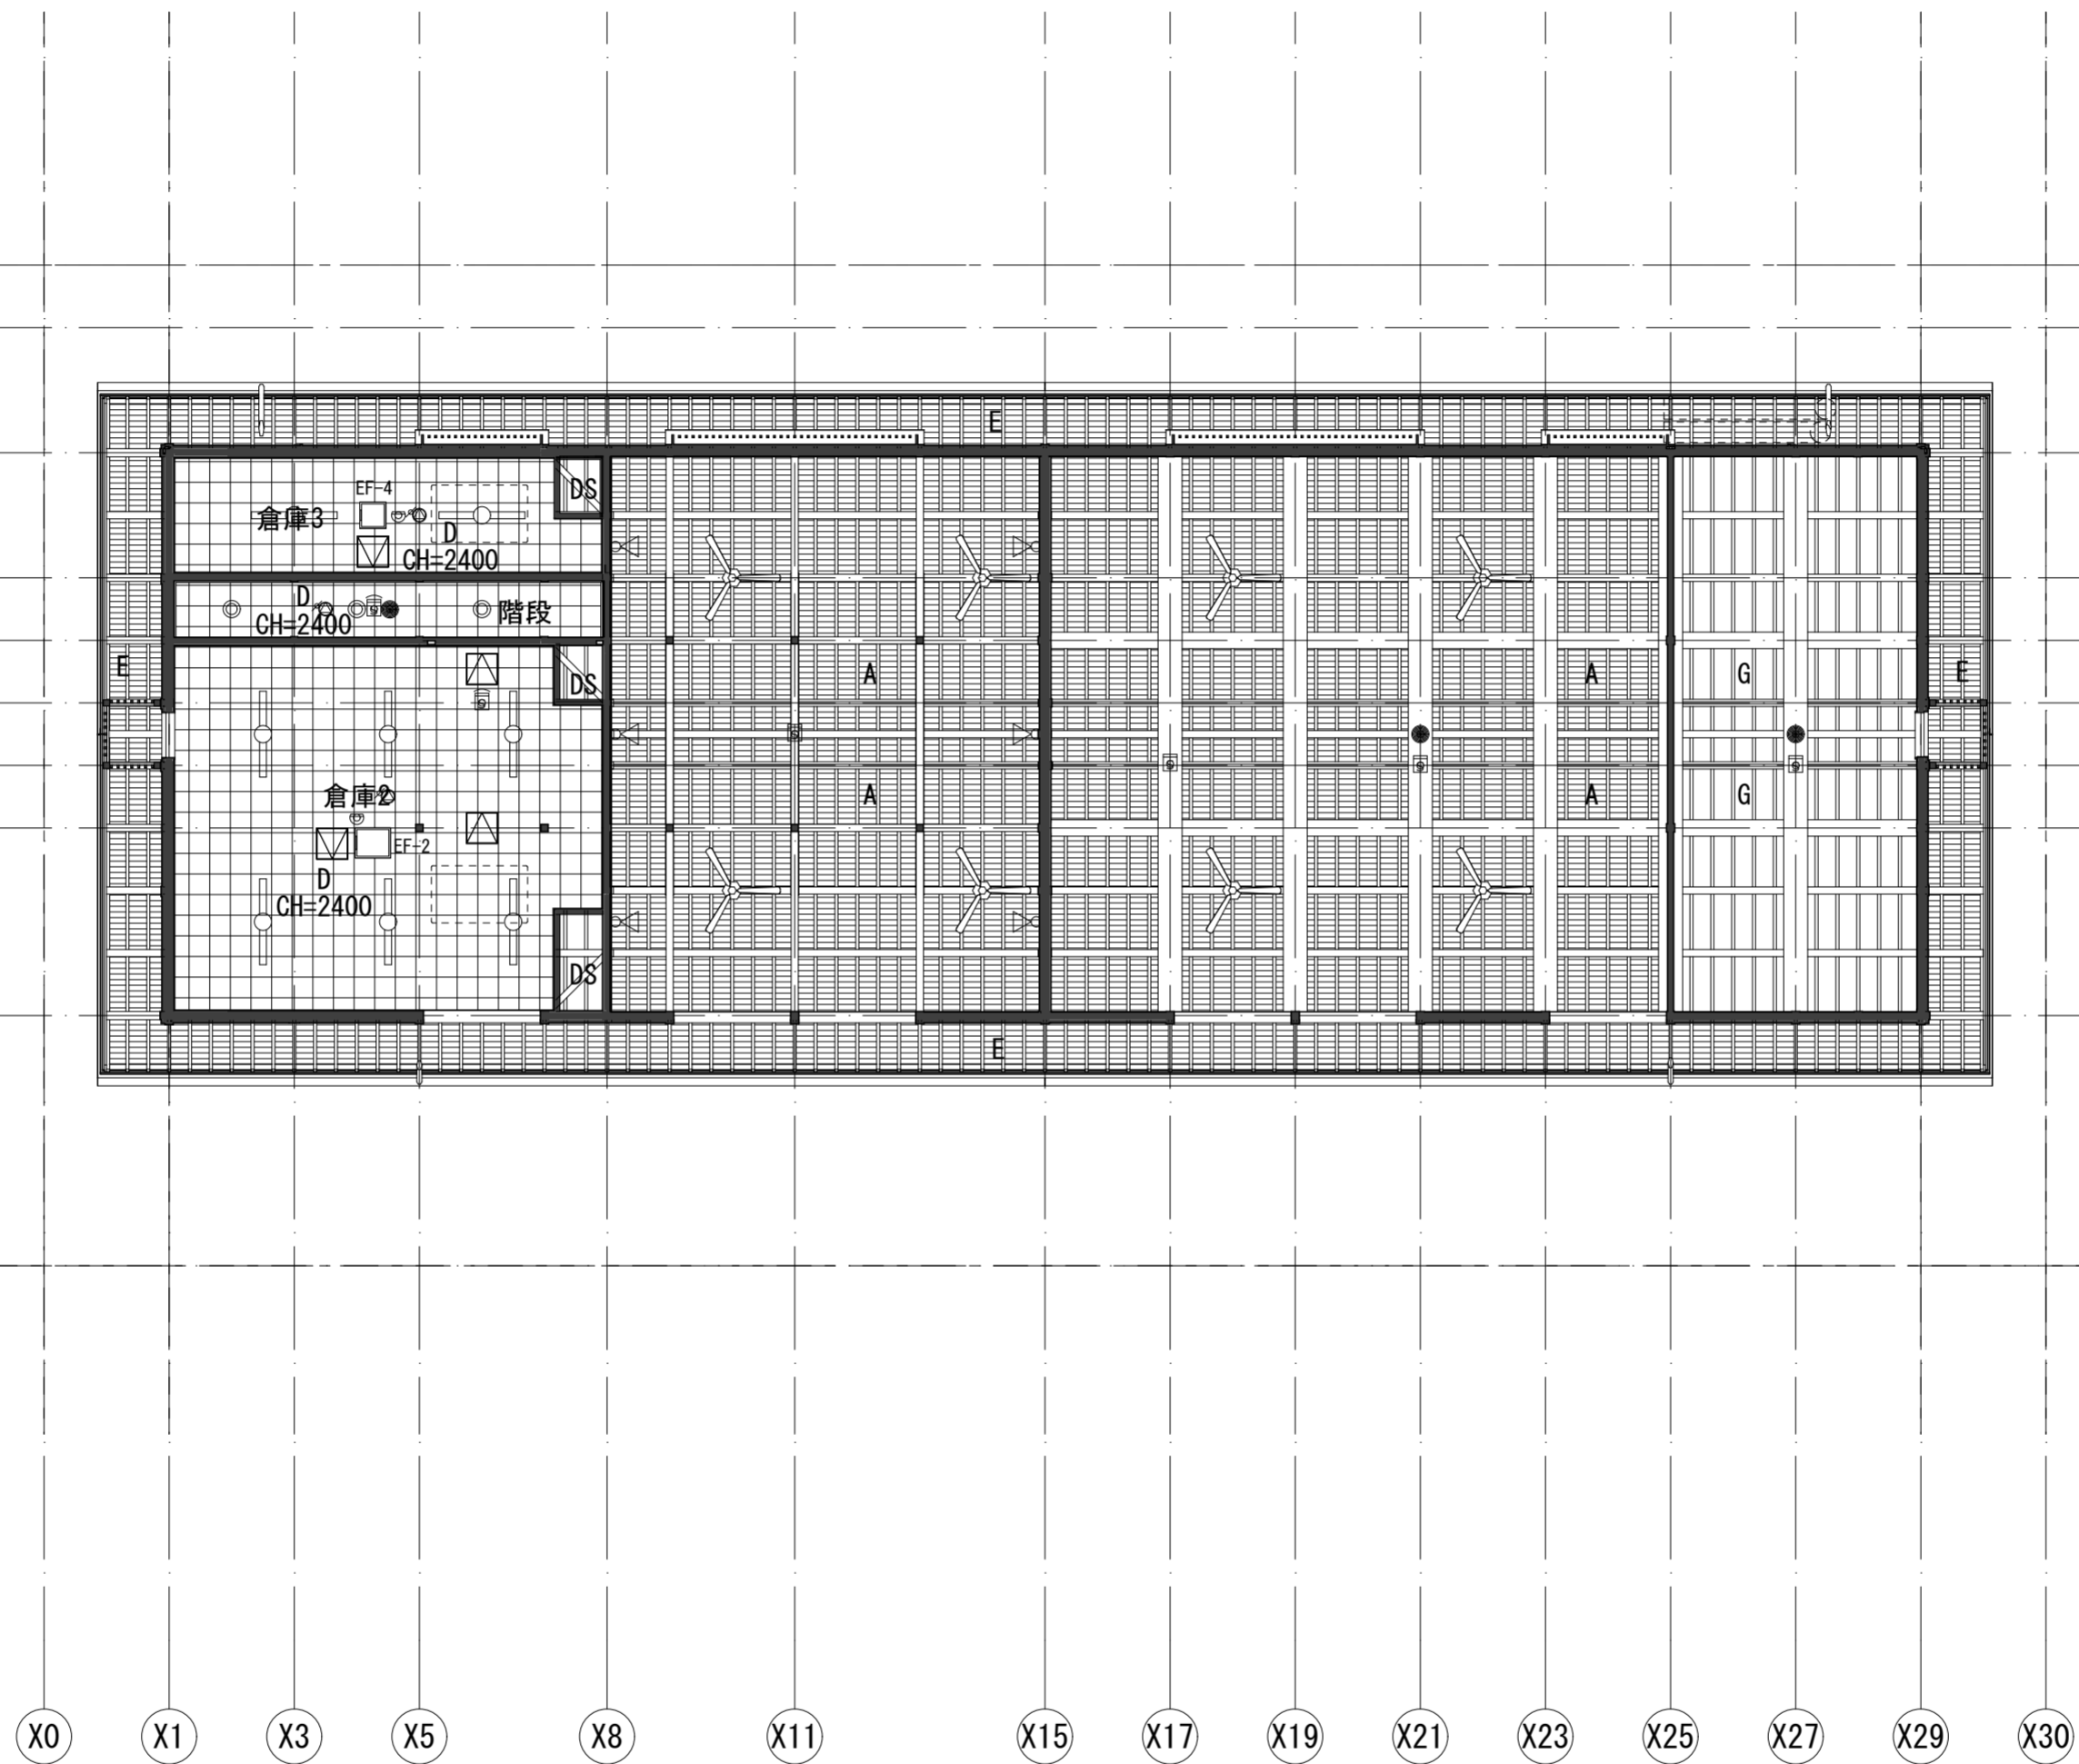 E
EF-4
DS
倉庫3
D
CH=2400
D
CH=2400
階段
E
DS
A
A
G
E
倉庫2
A
A
G
EF-2
D
CH=2400
DS
E
X0
X1
X3
X5
X8
X11
X15
X17
X19
X21
X23
X25
X27
X29
X30